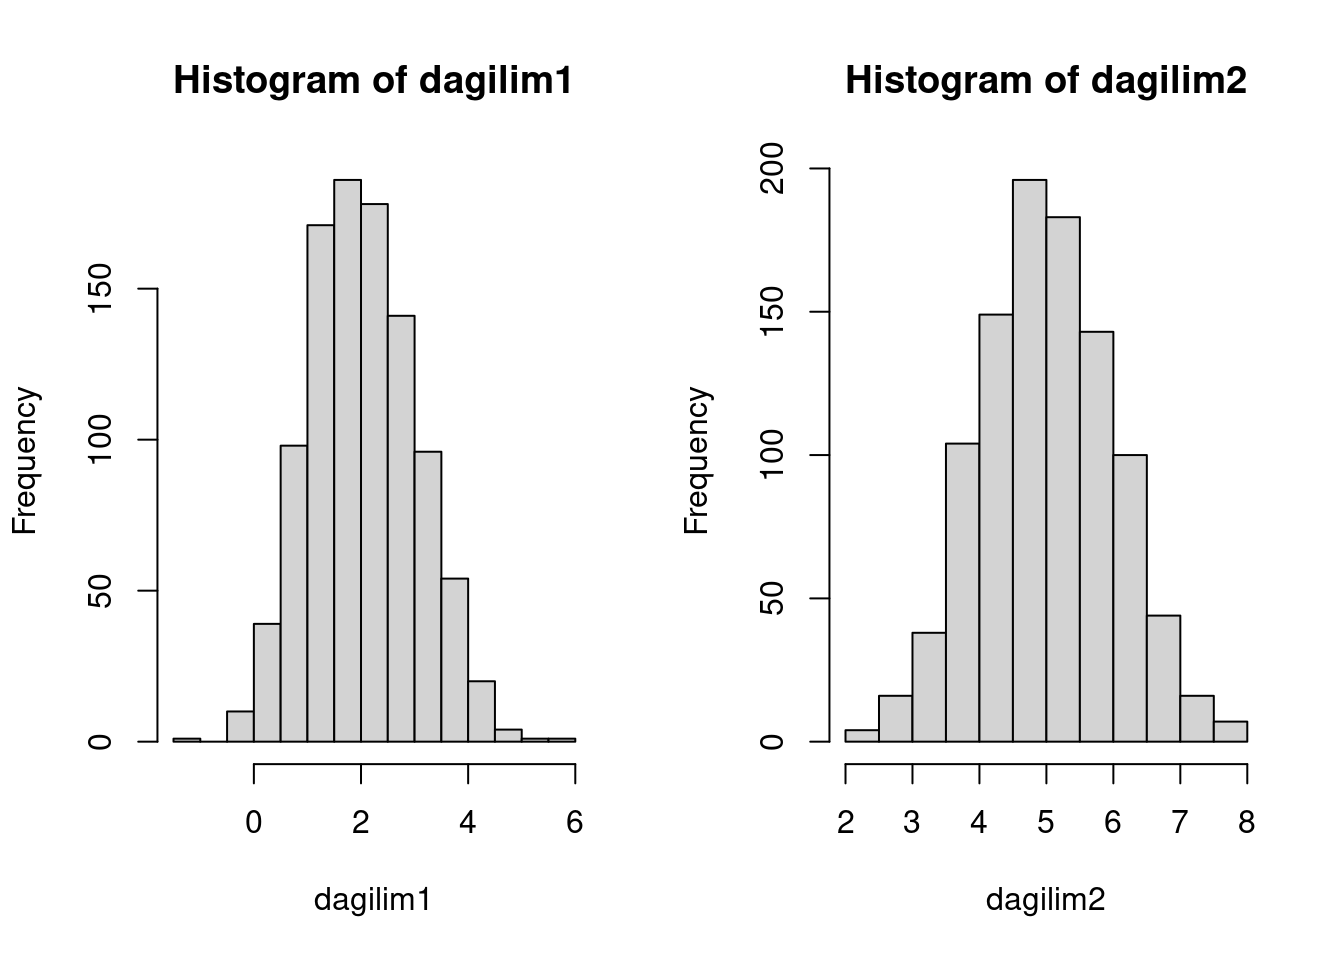 Histogram of dagilim1
Frequency
0
50
100
150
0 2 4 6
dagilim1
Histogram of dagilim2
Frequency
0
50
100
150
200
2 3 4 5 6 7 8
dagilim2